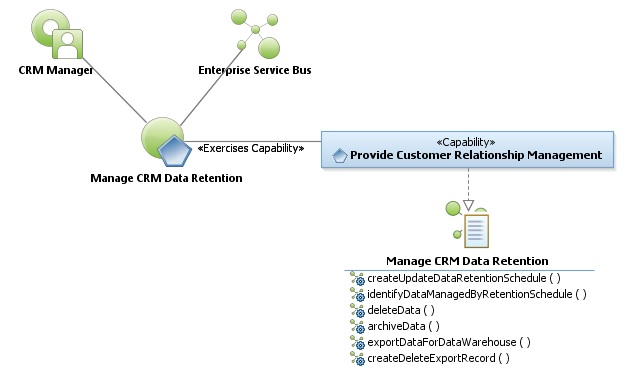 CRM Manager
Enterprise Service Bus
«Exercises Capability»
Manage CRM Data Retention
«Capability»
Provide Customer Relationship Management
Manage CRM Data Retention
createUpdateDataRetentionSchedule ( )
identifyDataManagedByRetentionSchedule ( )
deleteData ( )
archiveData ( )
exportDataForDataWarehouse ( )
createDeleteExportRecord ( )